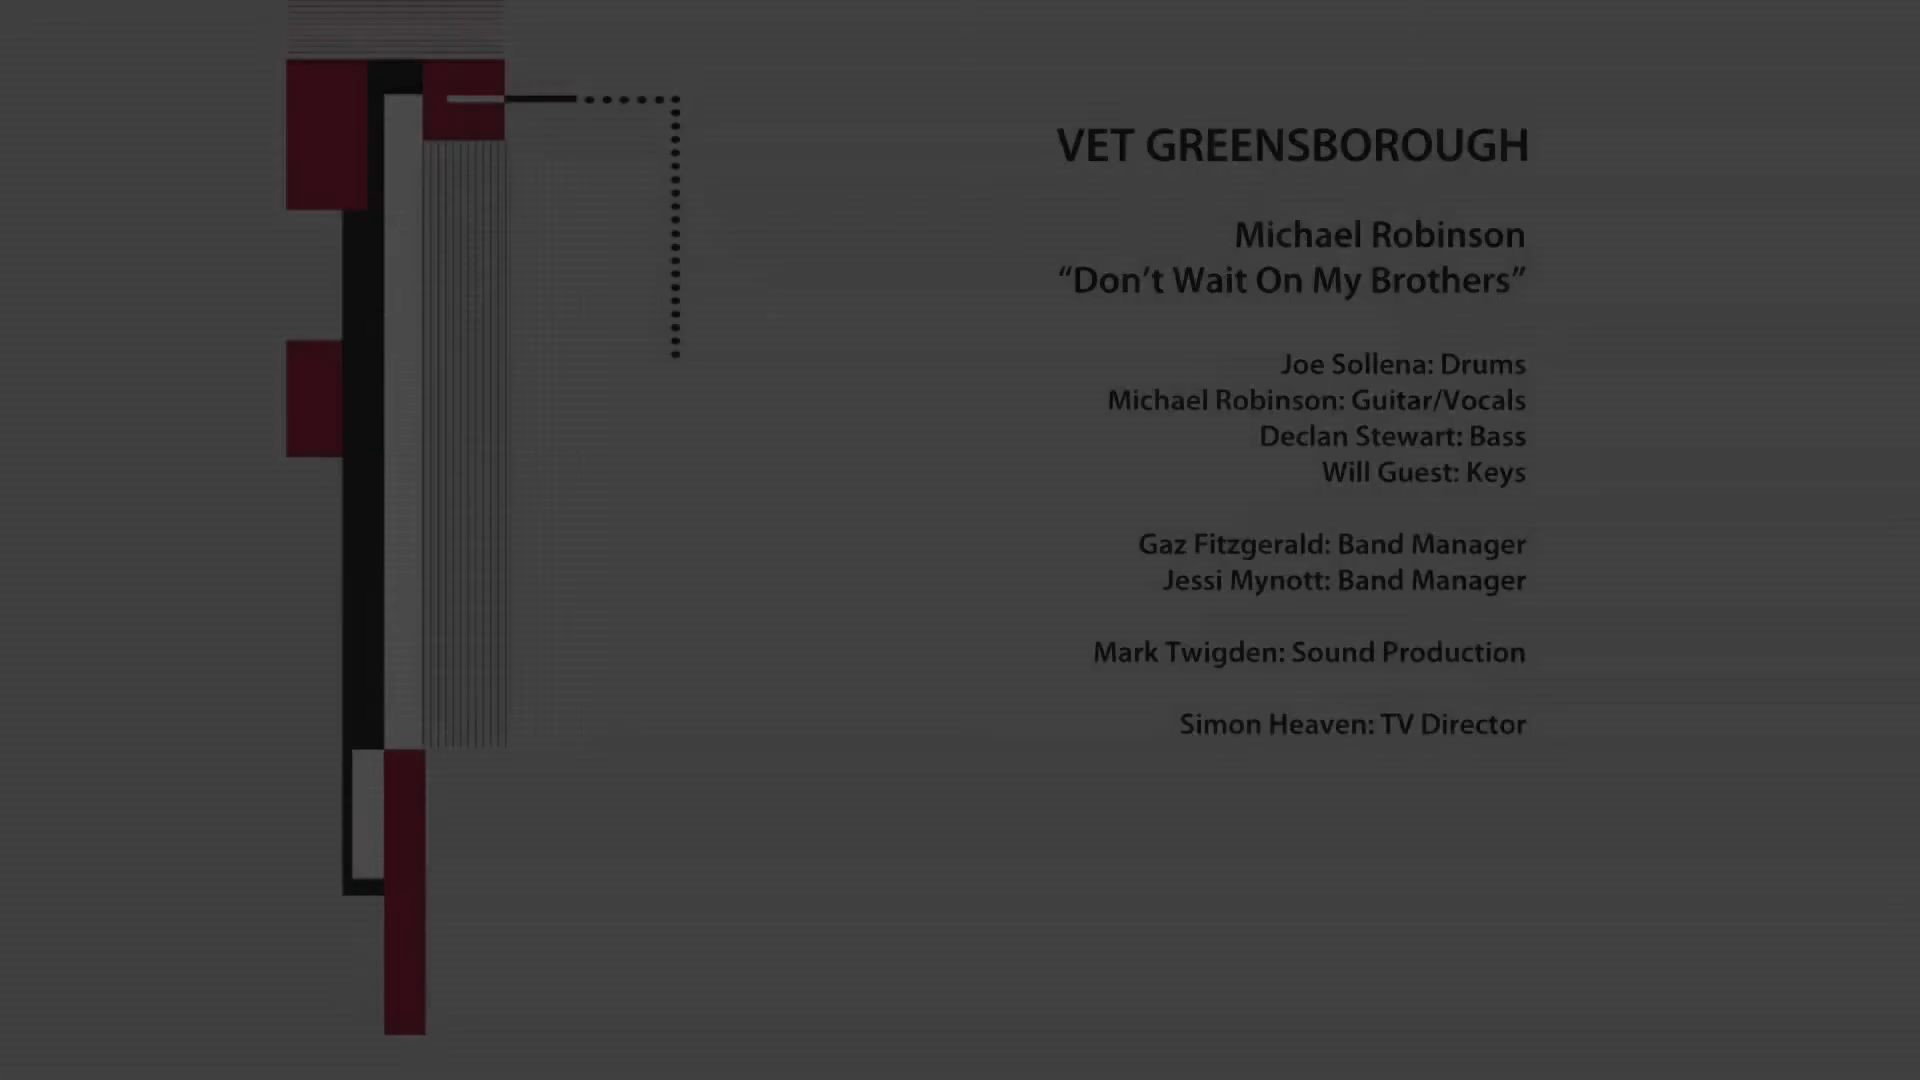 VET GREENSBOROUGH
Michael Robinson
“Don’t Wait On My Brothers”
Joe Sollena: Drums
Michael Robinson: Guitar/Vocals
Declan Stewart: Bass
Will Guest: Keys
Gaz Fitzgerald: Band Manager
Jessi Mynott: Band Manager
Mark Twigden: Sound Production
Simon Heaven: TV Director